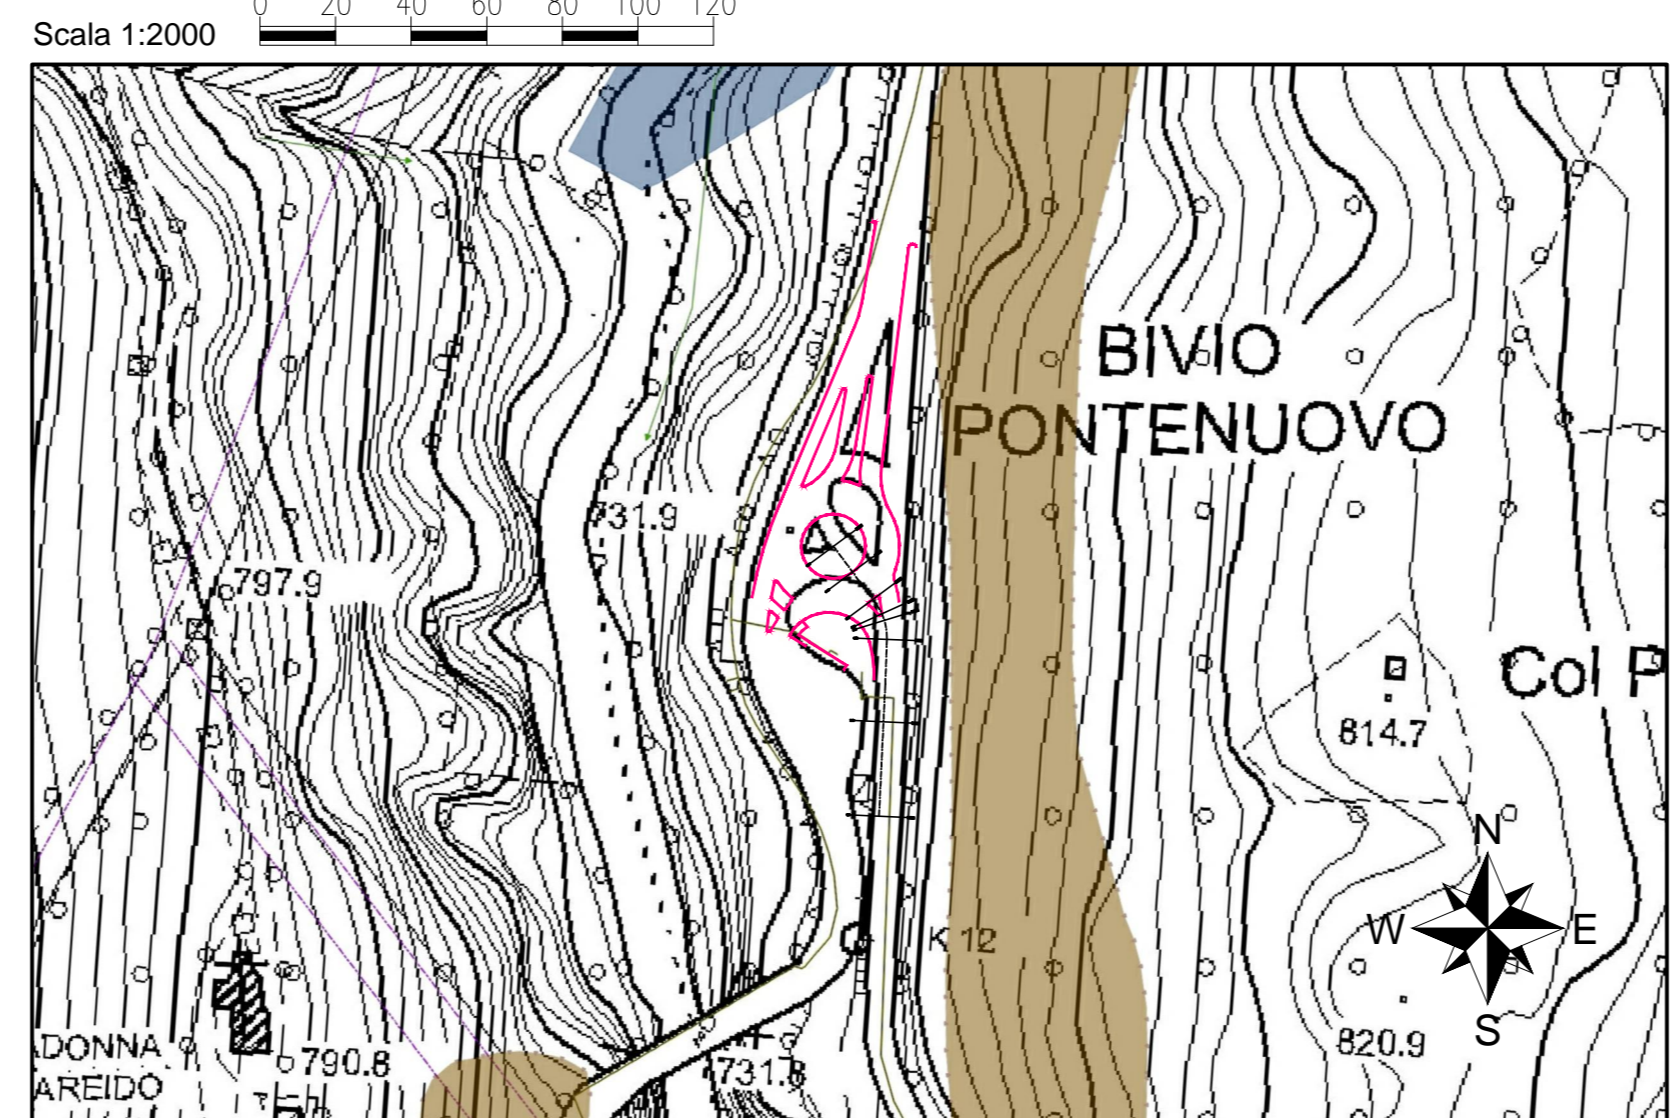 0 20 40 60 80 100 120
Scala 1:2000
BIVIO
PONTENUOVO
731.9
797.9
Col P
814.7
N
W E
S
K 12
820.9
ADONNA
AREIDO
790.8
731.8